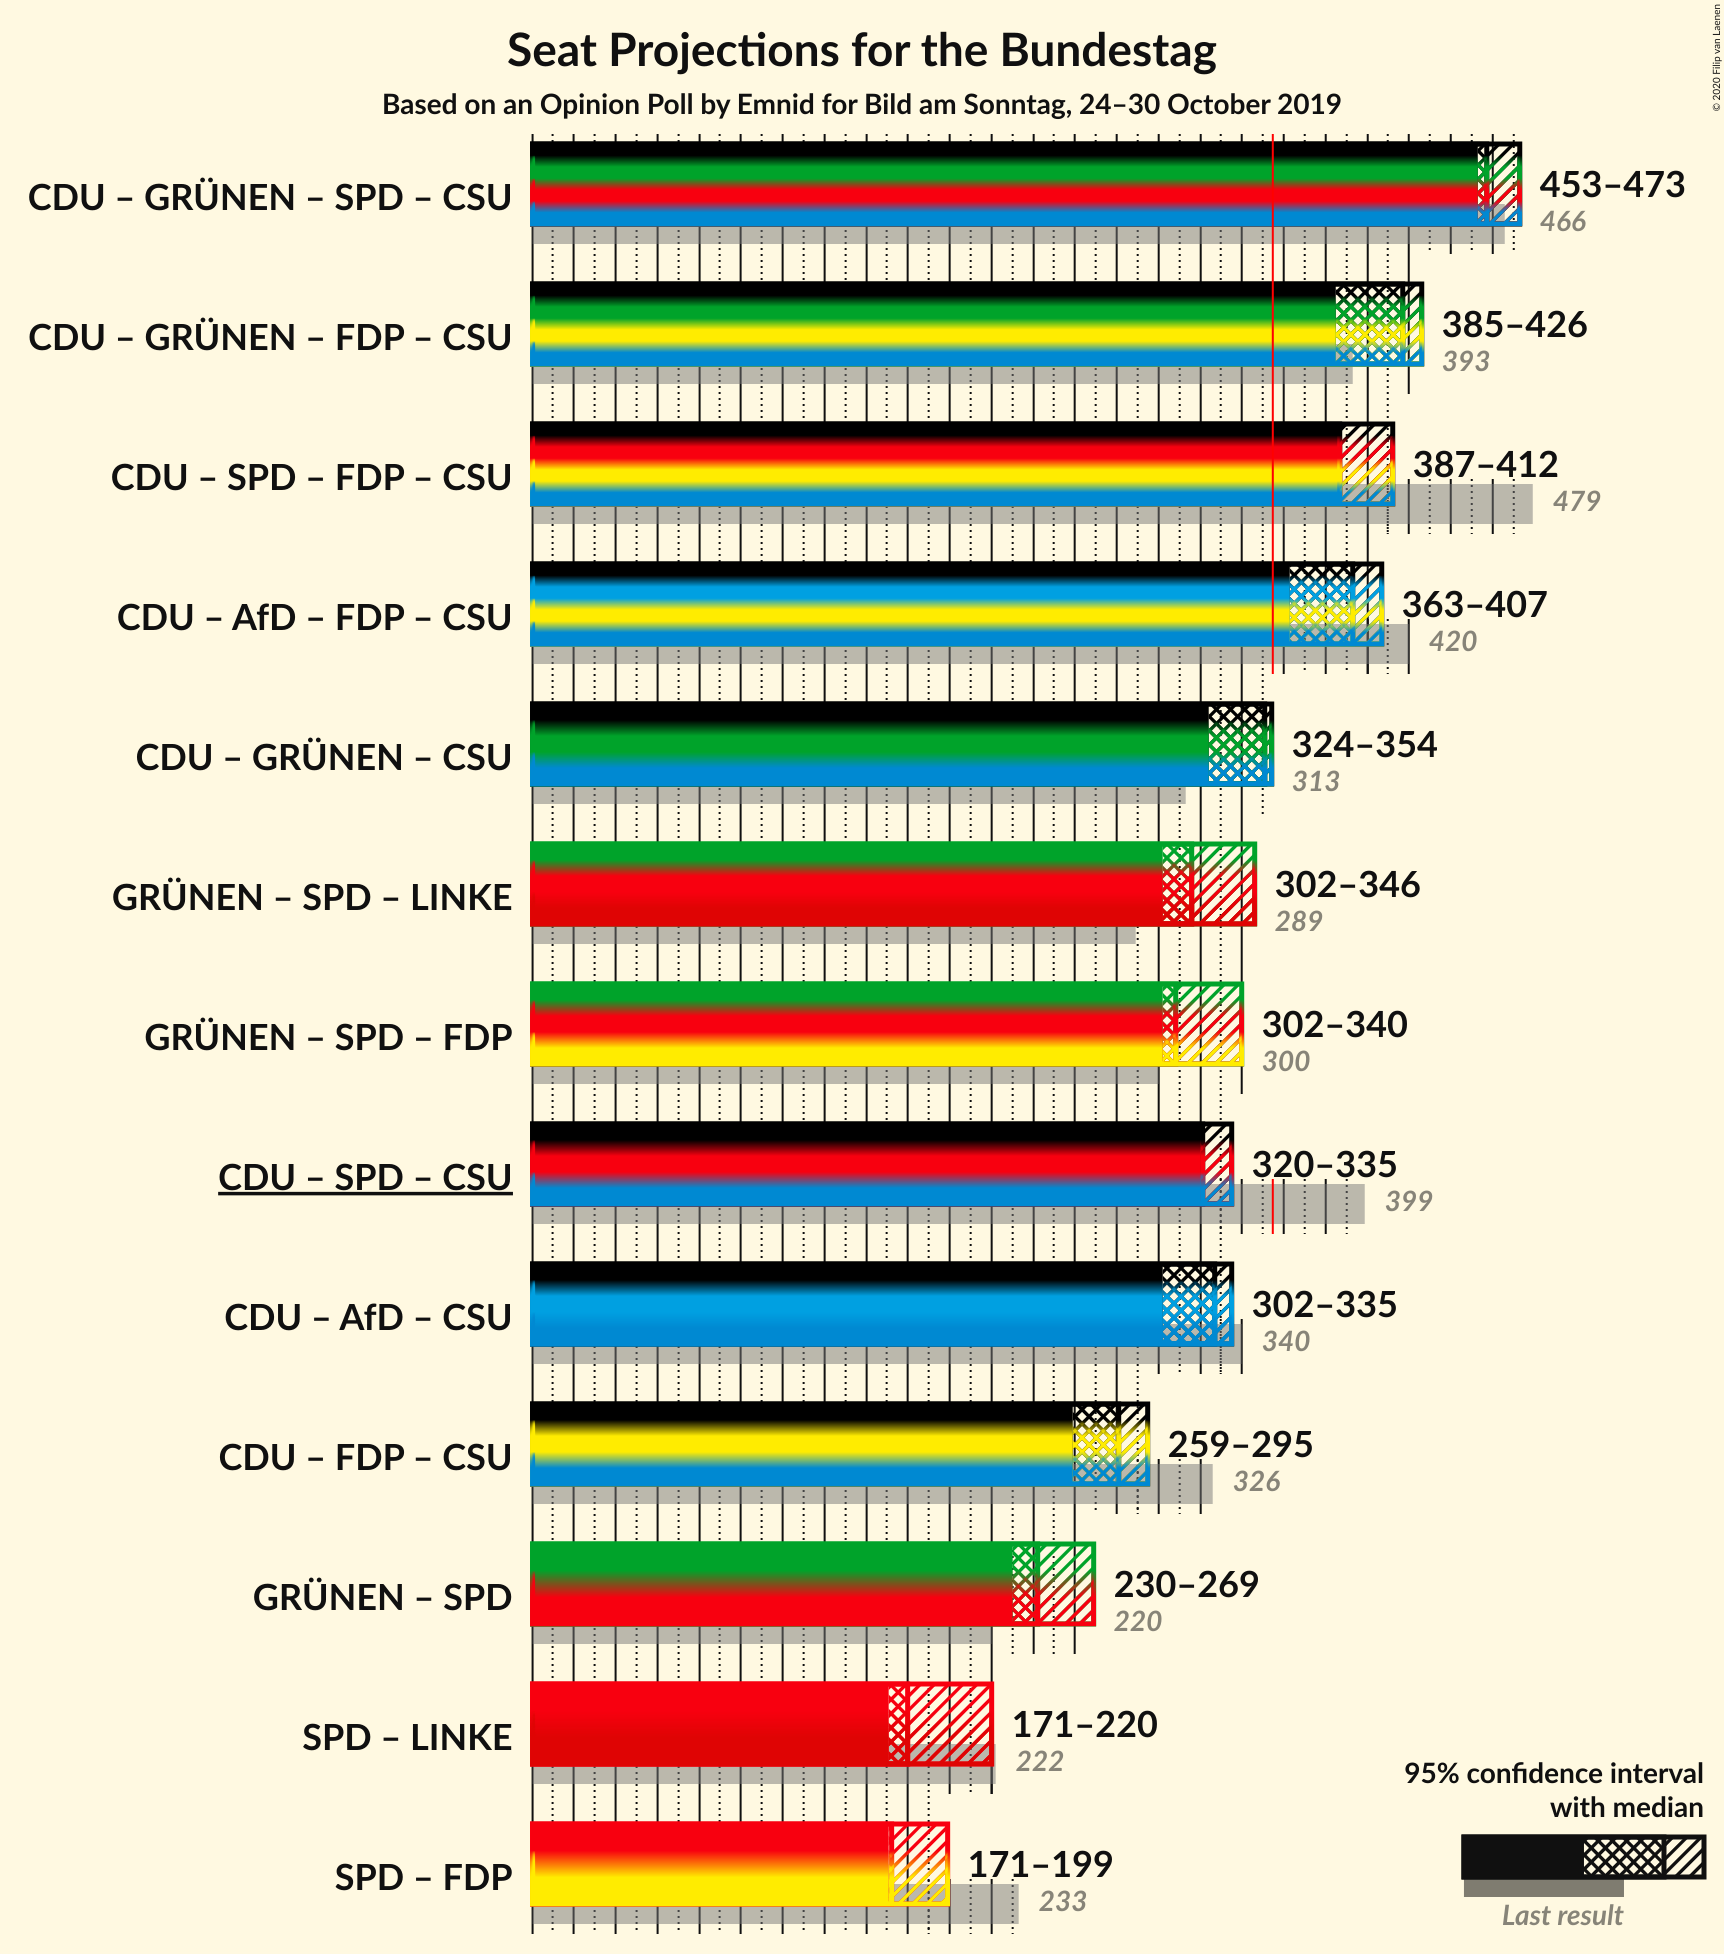 Seat Projections for the Bundestag
Based on an Opinion Poll by Emnid for Bild am Sonntag, 24–30 October 2019
© 2020 Filip van Laenen
CDU – GRÜNEN – SPD – CSU
453–473
466
CDU – GRÜNEN – FDP – CSU
385–426
393
CDU – SPD – FDP – CSU
387–412
479
CDU – AfD – FDP – CSU
363–407
420
CDU – GRÜNEN – CSU
324–354
313
GRÜNEN – SPD – LINKE
302–346
289
GRÜNEN – SPD – FDP
302–340
300
CDU – SPD – CSU
320–335
399
CDU – AfD – CSU
302–335
340
CDU – FDP – CSU
259–295
326
GRÜNEN – SPD
230–269
220
SPD – LINKE
171–220
222
SPD – FDP
171–199
233
95% confidence interval
with median
Last result